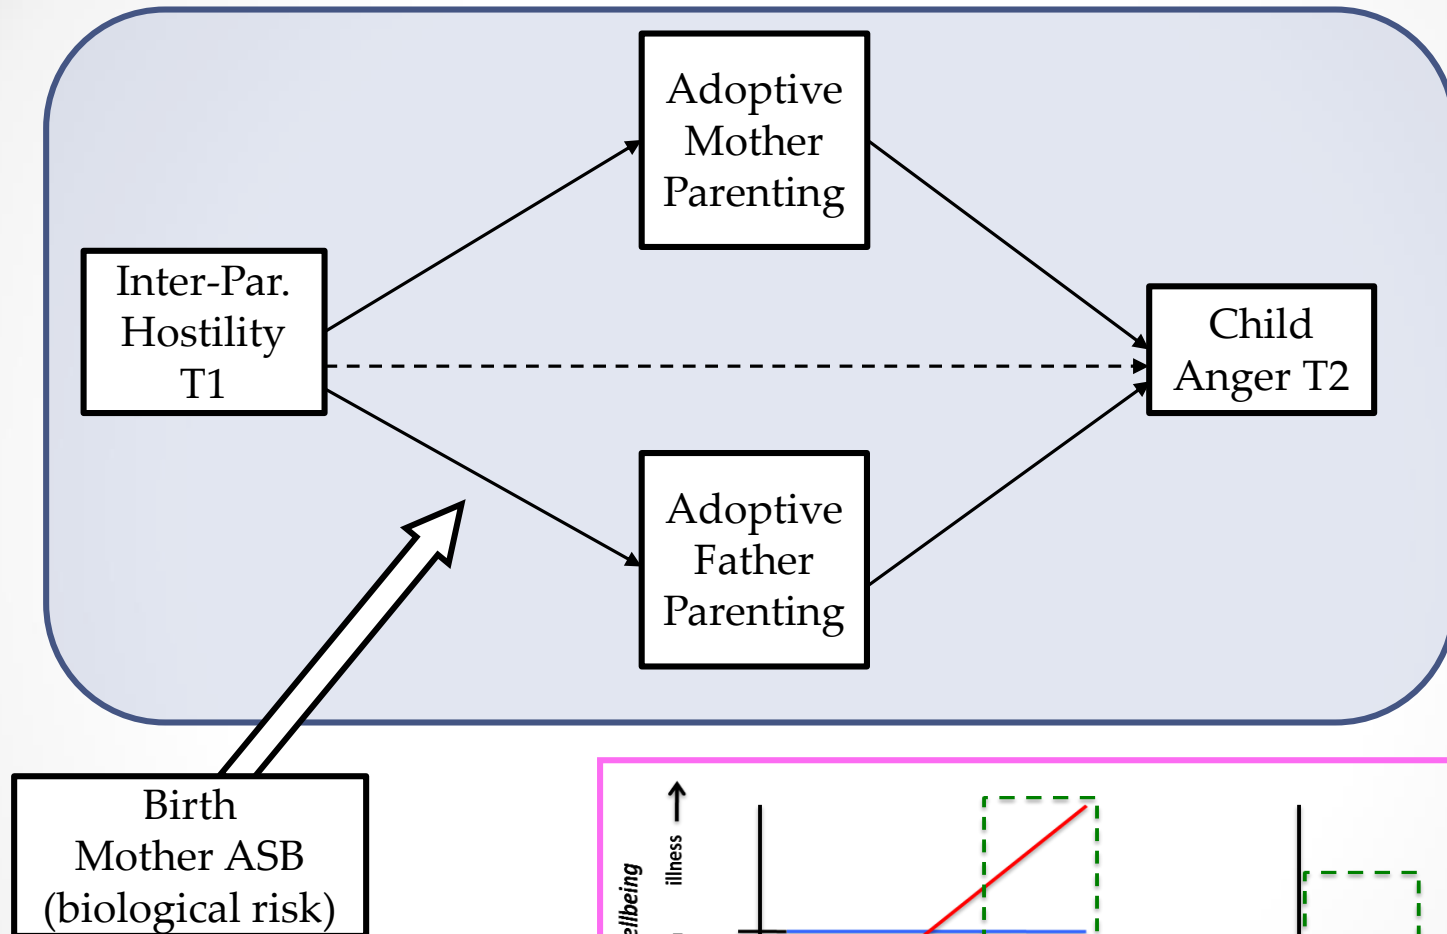 Adoptive
Mother
Parenting
Inter-Par.
Hostility
T1
Child
Anger T2
Adoptive
Father
Parenting
Birth
Mother ASB
(biological risk)
illness